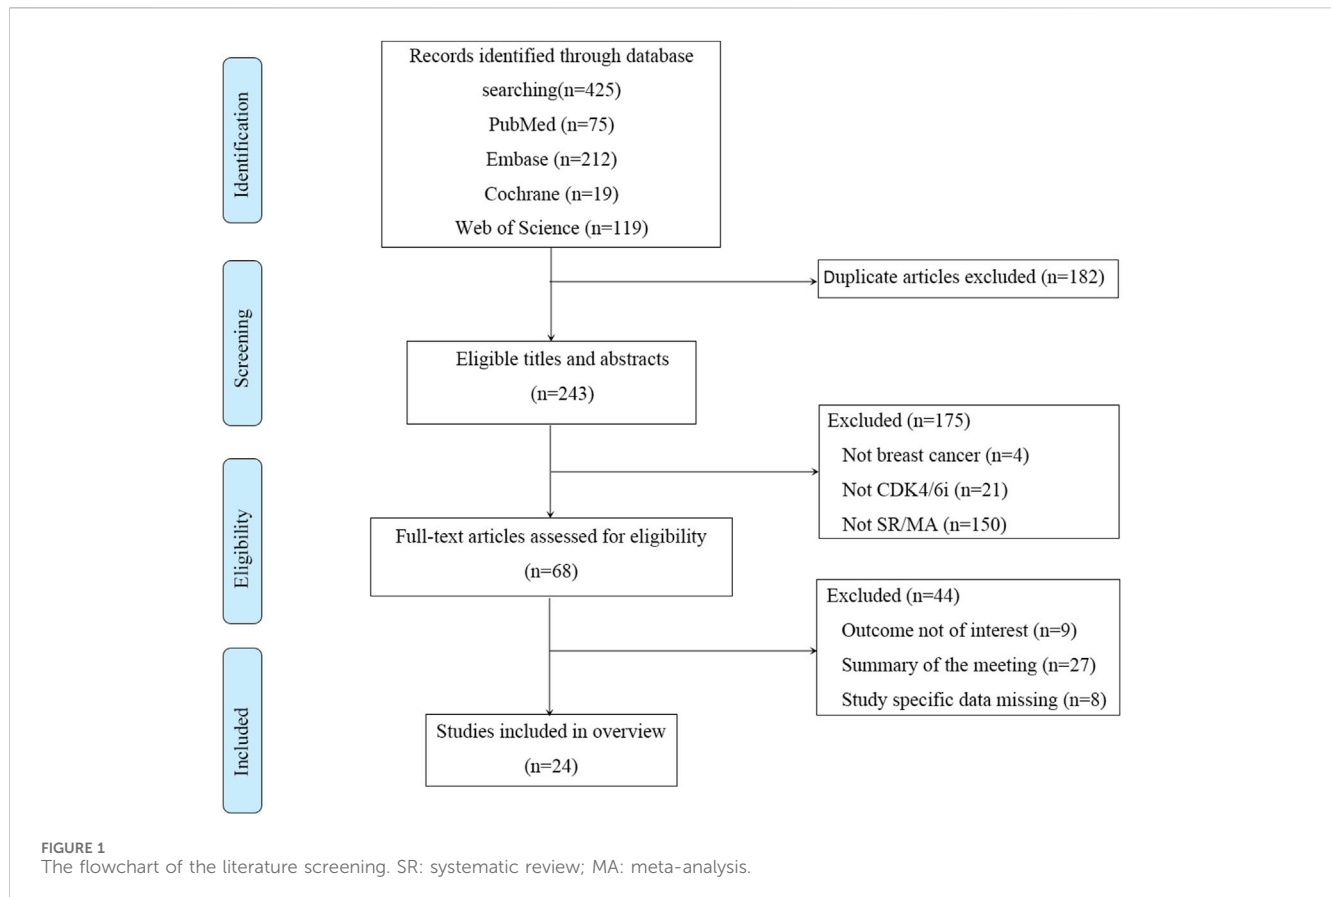 Identification
Records identified through database
searching(n=425)
PubMed (n=75)
Embase (n=212)
Cochrane (n=19)
Web of Science (n=119)
Duplicate articles excluded (n=182)
Screening
Eligible titles and abstracts
(n=243)
Excluded (n=175)
Not breast cancer (n=4)
Not CDK4/6i (n=21)
Not SR/MA (n=150)
Eligibility
Full-text articles assessed for eligibility
(n=68)
Excluded (n=44)
Outcome not of interest (n=9)
Summary of the meeting (n=27)
Study specific data missing (n=8)
Included
Studies included in overview
(n=24)
FIGURE 1
The flowchart of the literature screening. SR: systematic review; MA: meta-analysis.